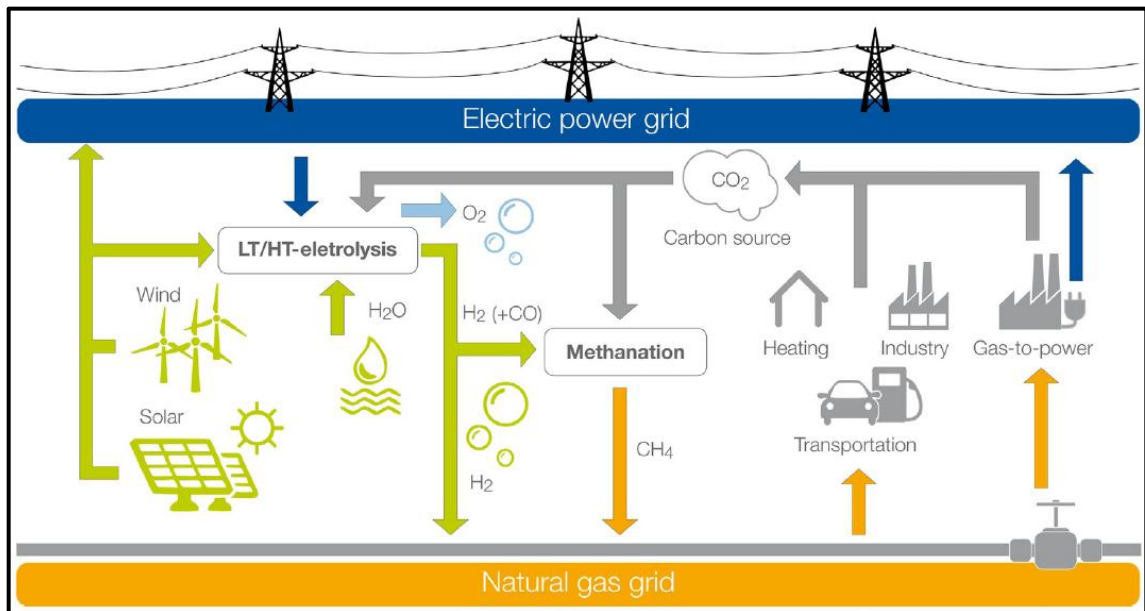 Electric power grid
CO₂
Carbon source
O₂
LT/HT-eletrolysis
Wind
H₂O
H₂ (+CO)
Methanation
Heating
Industry
Gas-to-power
Solar
Transportation
CH₄
H₂
Natural gas grid